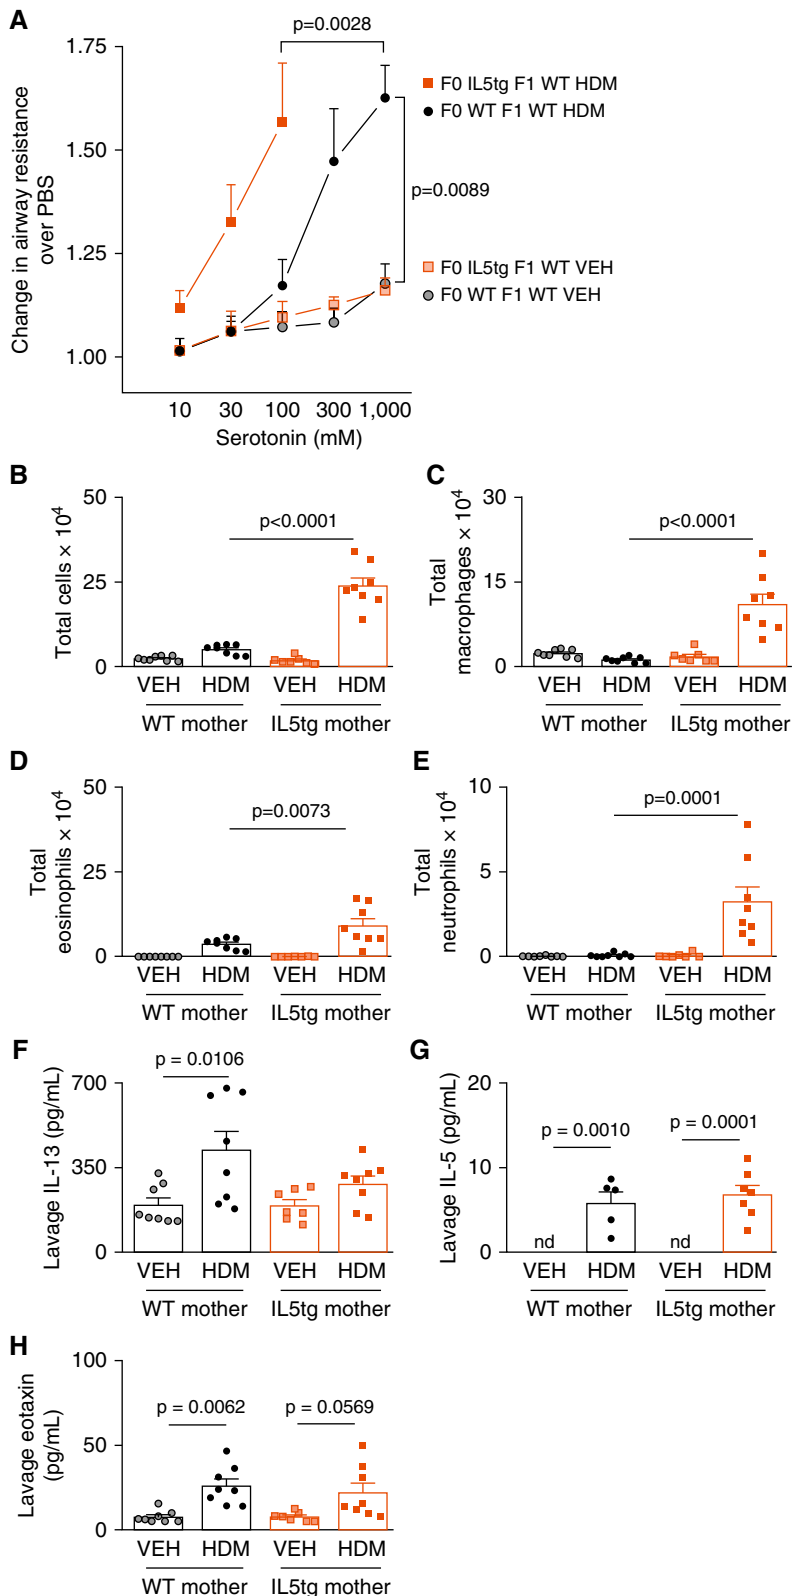 A
p=0.0028
1.75
1.50
1.25
1.00
Change in airway resistance
over PBS
F0 IL5tg F1 WT HDM
F0 WT F1 WT HDM
p=0.0089
F0 IL5tg F1 WT VEH
F0 WT F1 WT VEH
10 30 100 300 1,000
Serotonin (mM)
B
50
25
0
Total cells × 10⁴
p<0.0001
VEH HDM VEH HDM
WT mother IL5tg mother
C
30
15
0
Total
macrophages × 10⁴
p<0.0001
VEH HDM VEH HDM
WT mother IL5tg mother
D
50
25
0
Total
eosinophils × 10⁴
p=0.0073
VEH HDM VEH HDM
WT mother IL5tg mother
E
10
5
0
Total
neutrophils × 10⁴
p=0.0001
VEH HDM VEH HDM
WT mother IL5tg mother
F
700
350
0
Lavage IL-13 (pg/mL)
p = 0.0106
VEH HDM VEH HDM
WT mother IL5tg mother
G
20
10
0
Lavage IL-5 (pg/mL)
p = 0.0010
p = 0.0001
nd nd
VEH HDM VEH HDM
WT mother IL5tg mother
H
100
50
0
Lavage eotaxin
(pg/mL)
p = 0.0062
p = 0.0569
VEH HDM VEH HDM
WT mother IL5tg mother